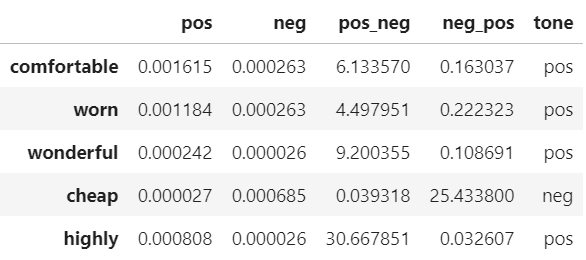 pos neg pos_neg neg_pos tone
comfortable 0.001615 0.000263 6.133570 0.163037 pos
worn 0.001184 0.000263 4.497951 0.222323 pos
wonderful 0.000242 0.000026 9.200355 0.108691 pos
cheap 0.000027 0.000685 0.039318 25.433800 neg
highly 0.000808 0.000026 30.667851 0.032607 pos